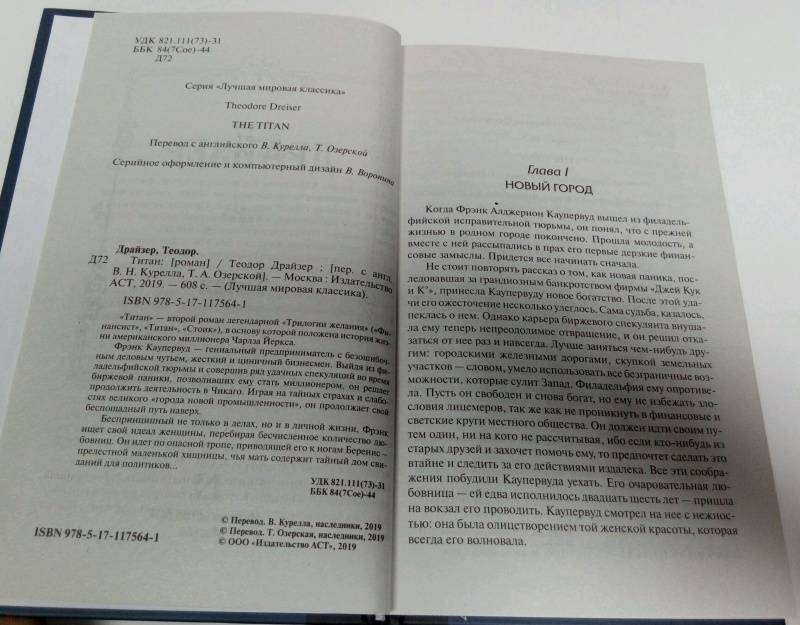 УДК 821.111(73)-31
ББК 84(7Сое)-44
Д72
Серия «Лучшая мировая классика»
Theodore Dreiser
THE TITAN
Перевод с английского В. Курелла, Т. Озерской
Серийное оформление и компьютерный дизайн В. Воронина
Драйзер, Теодор.
Д72 Титан: [роман] / Теодор Драйзер ; [пер. с англ.
В. Н. Курелла, Т. А. Озерской]. — Москва : Издательство
АСТ, 2019. — 608 с. — (Лучшая мировая классика).
ISBN 978-5-17-117564-1
«Титан» — второй роман легендарной «Трилогии желания» («Фи-
нансист», «Титан», «Стоик»), в основу которой положена история жиз-
ни американского миллионера Чарлза Йеркса.
Фрэнк Каупервуд — гениальный предприниматель с безошибоч-
ным деловым чутьем, жесткий и циничный бизнесмен. Выйдя из фи-
ладельфийской тюрьмы и совершив ряд удачных спекуляций во время
биржевой паники, позволивших ему стать миллионером, он решает
продолжить деятельность в Чикаго. Играя на тайных страхах и слабо-
стях великого «города новой промышленности», он продолжает свой
беспощадный путь наверх.
Беспринципный не только в делах, но и в личной жизни, Фрэнк
ищет свой идеал женщины, перебирая бесчисленное количество лю-
бовниц. Он идет по опасной тропе, приводящей его к ногам Беренис —
прелестной маленькой хищницы, чья мать содержит тайный дом сви-
даний для политиков...
УДК 821.111(73)-31
ББК 84(7Сое)-44
© Перевод. В. Курелла, наследники, 2019
© Перевод. Т. Озерская, наследники, 2019
© ООО «Издательство АСТ», 2019
ISBN 978-5-17-117564-1
Глава I
НОВЫЙ ГОРОД
Когда Фрэнк Алджернон Каупервуд вышел из филадель-
фийской исправительной тюрьмы, он понял, что с прежней
жизнью в родном городе покончено. Прошла молодость, а
вместе с ней рассыпались в прах его первые дерзкие финан-
совые замыслы. Придется все начинать сначала.
Не стоит повторять рассказ о том, как новая паника, пос-
ледовавшая за грандиозным банкротством фирмы «Джей Кук
и К°», принесла Каупервуду новое богатство. После этой уда-
чи его ожесточение несколько улеглось. Сама судьба, казалось,
пеклась о нем. Однако карьера биржевого спекулянта внуша-
ла ему теперь непреодолимое отвращение, и он решил отка-
заться от нее раз и навсегда. Лучше заняться чем-нибудь дру-
гим: городскими железными дорогами, скупкой земельных
участков — словом, умело использовать все безграничные воз-
можности, которые сулит Запад. Филадельфия ему опротиве-
ла. Пусть он свободен и снова богат, но ему не избежать зло-
словия лицемеров, так же как не проникнуть в финансовые и
светские круги местного общества. Он должен идти своим пу-
тем один, ни на кого не рассчитывая, ибо если кто-нибудь из
старых друзей и захочет помочь ему, то предпочтет сделать это
втайне и следить за его действиями издалека. Все эти сообра-
жения побудили Каупервуда уехать. Его очаровательная лю-
бовница — ей едва исполнилось двадцать шесть лет — пришла
на вокзал его проводить. Каупервуд смотрел на нее с нежнос-
тью: она была олицетворением той женской красоты, которая
всегда его волновала.